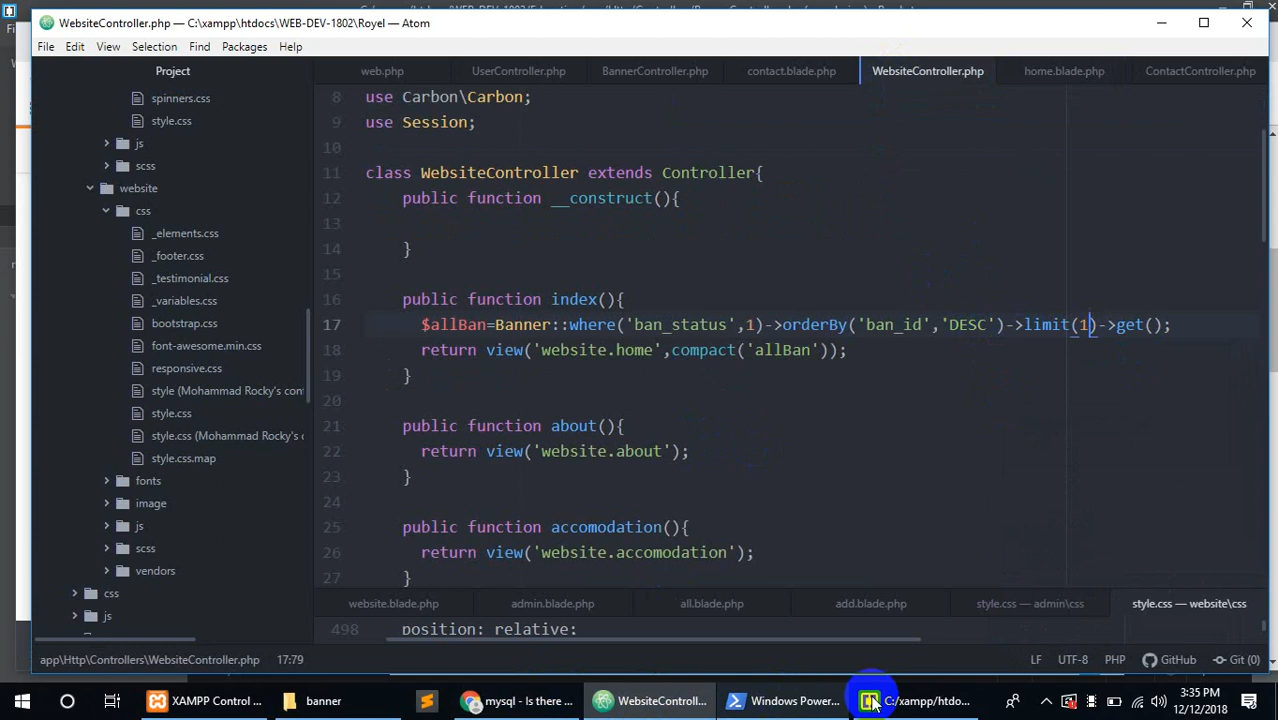 WebsiteController.php — C:\xampp\htdocs\WEB-DEV-1802\Royel — Atom
File Edit View Selection Find Packages Help
Project
web.php UserController.php BannerController.php contact.blade.php WebsiteController.php home.blade.php ContactController.php
spinners.css
style.css
js
scss
website
css
_elements.css
_footer.css
_testimonial.css
_variables.css
bootstrap.css
font-awesome.min.css
responsive.css
style (Mohammad Rocky's con
style.css
style.css (Mohammad Rocky's c
style.css.map
fonts
image
js
scss
vendors
css
js
8 use Carbon\Carbon;
9 use Session;
10
11 class WebsiteController extends Controller{
12 public function __construct(){
13
14 }
15
16 public function index(){
17 $allBan=Banner::where('ban_status',1)->orderBy('ban_id','DESC')->limit(1)->get();
18 return view('website.home',compact('allBan'));
19 }
20
21 public function about(){
22 return view('website.about');
23 }
24
25 public function accomodation(){
26 return view('website.accomodation');
27 }
website.blade.php admin.blade.php all.blade.php add.blade.php style.css — admin\css style.css — website\css
498 position: relative;
app\Http\Controllers\WebsiteController.php 17:79 LF UTF-8 PHP GitHub Git (0)
XAMPP Control ... banner mysql - Is there ... WebsiteControll... Windows Power... C:/xampp/htdo... 3:35 PM
12/12/2018